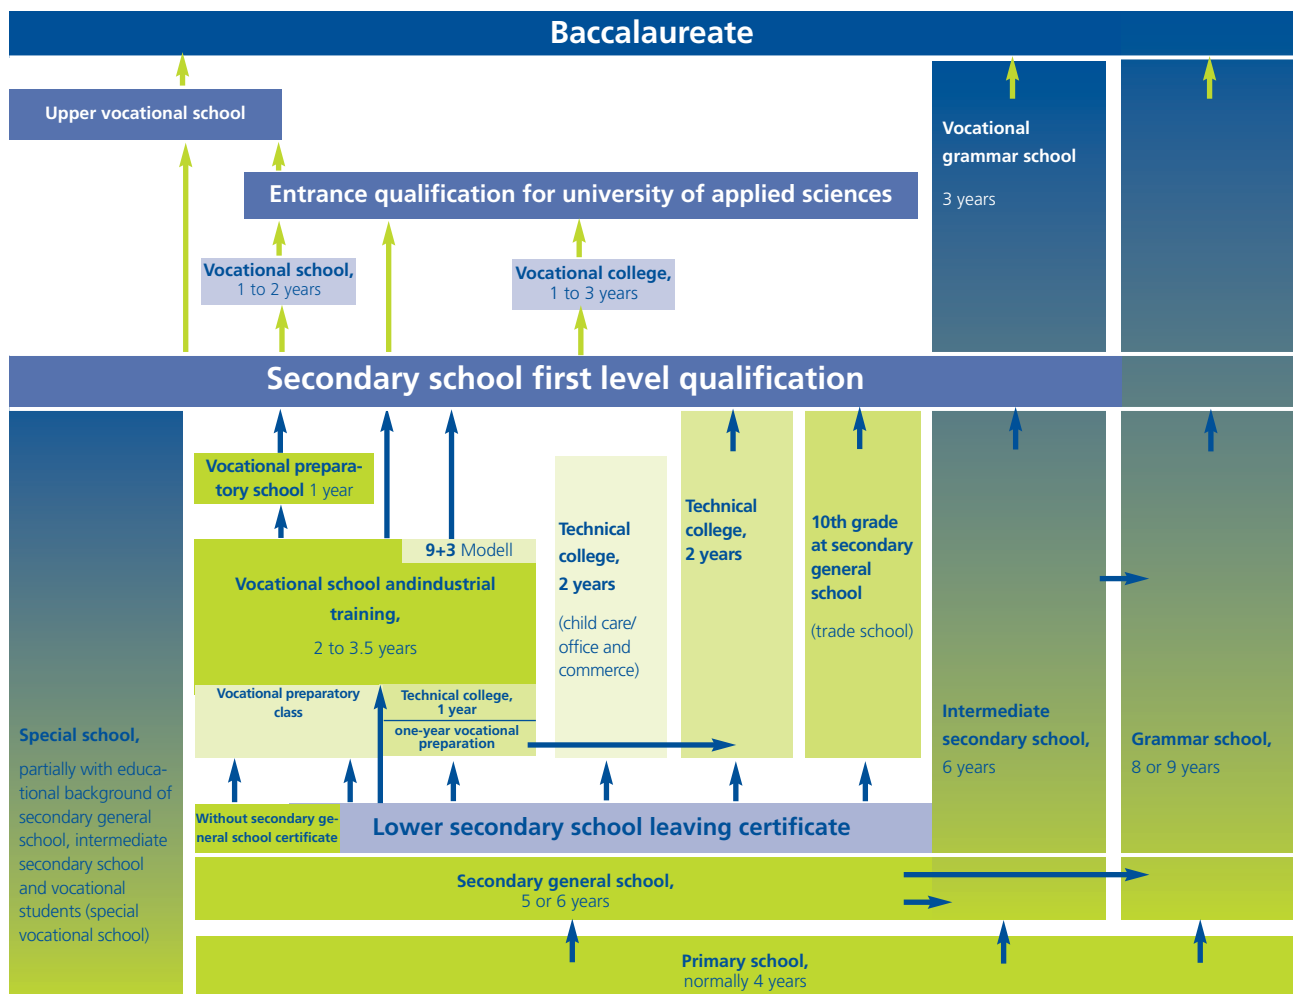 Baccalaureate
Upper vocational school
Vocational
grammar school
3 years
Entrance qualification for university of applied sciences
Vocational school,
1 to 2 years
Vocational college,
1 to 3 years
Secondary school first level qualification
Vocational prepara-
tory school 1 year
9+3 Modell
Vocational school andindustrial
training,
2 to 3.5 years
Vocational preparatory
class
Technical college,
1 year
one-year vocational
preparation
Technical
college,
2 years
(child care/
office and
commerce)
Technical
college,
2 years
10th grade
at secondary
general
school
(trade school)
Intermediate
secondary school,
6 years
Grammar school,
8 or 9 years
Special school,
partially with educa-
tional background of
secondary general
school, intermediate
secondary school
and vocational
students (special
vocational school)
Without secondary ge-
neral school certificate
Lower secondary school leaving certificate
Secondary general school,
5 or 6 years
Primary school,
normally 4 years